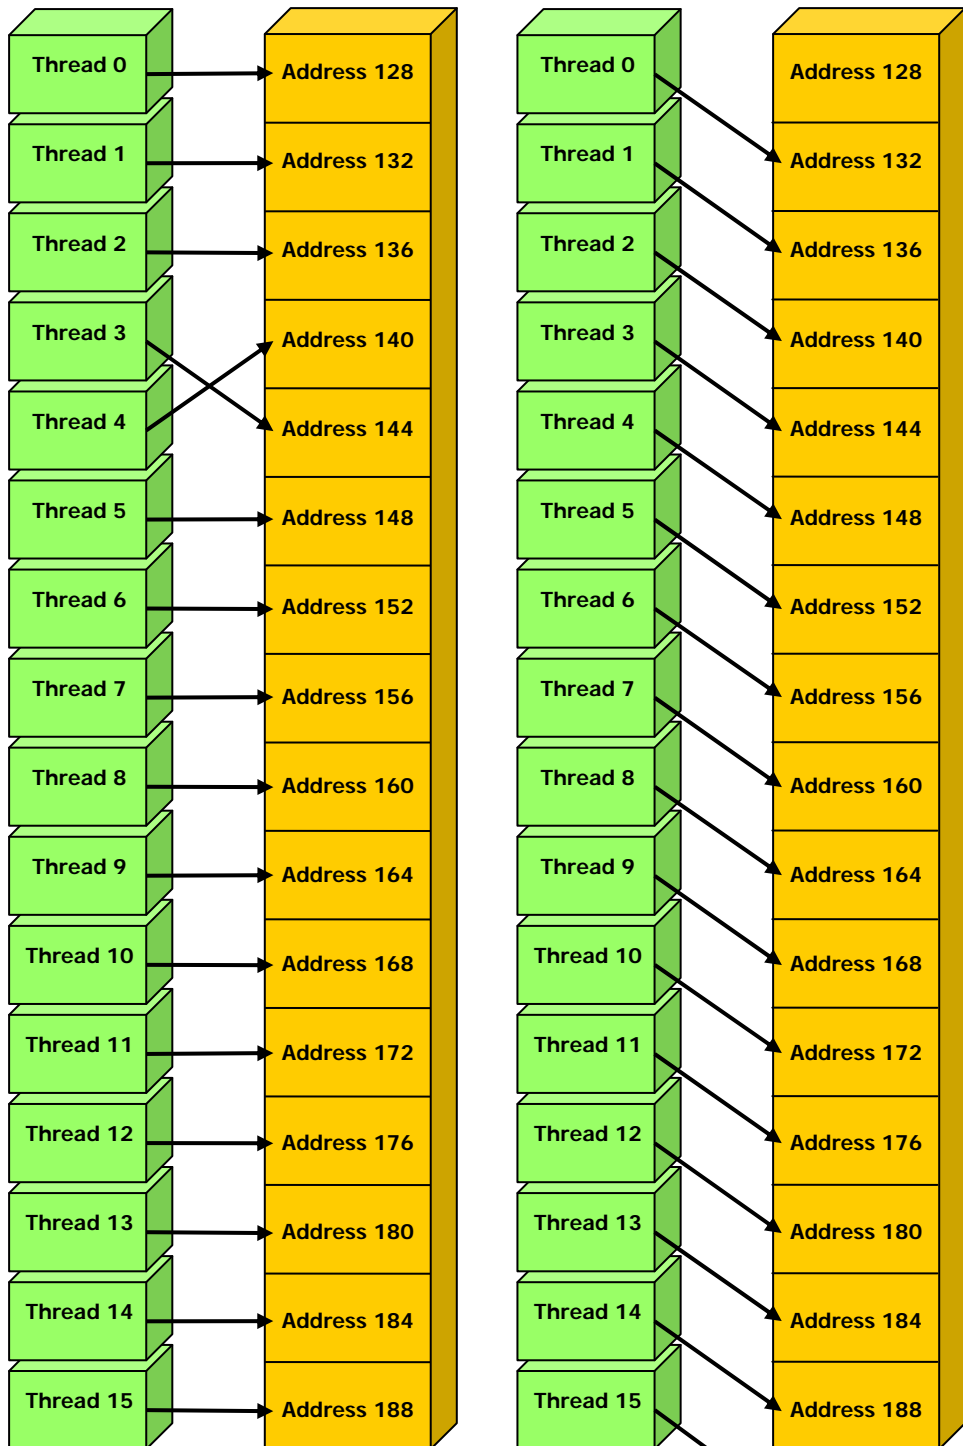 Thread 0 Address 128 Thread 0 Address 128
Thread 1 Address 132 Thread 1 Address 132
Thread 2 Address 136 Thread 2 Address 136
Thread 3 Address 140 Thread 3 Address 140
Thread 4 Address 144 Thread 4 Address 144
Thread 5 Address 148 Thread 5 Address 148
Thread 6 Address 152 Thread 6 Address 152
Thread 7 Address 156 Thread 7 Address 156
Thread 8 Address 160 Thread 8 Address 160
Thread 9 Address 164 Thread 9 Address 164
Thread 10 Address 168 Thread 10 Address 168
Thread 11 Address 172 Thread 11 Address 172
Thread 12 Address 176 Thread 12 Address 176
Thread 13 Address 180 Thread 13 Address 180
Thread 14 Address 184 Thread 14 Address 184
Thread 15 Address 188 Thread 15 Address 188